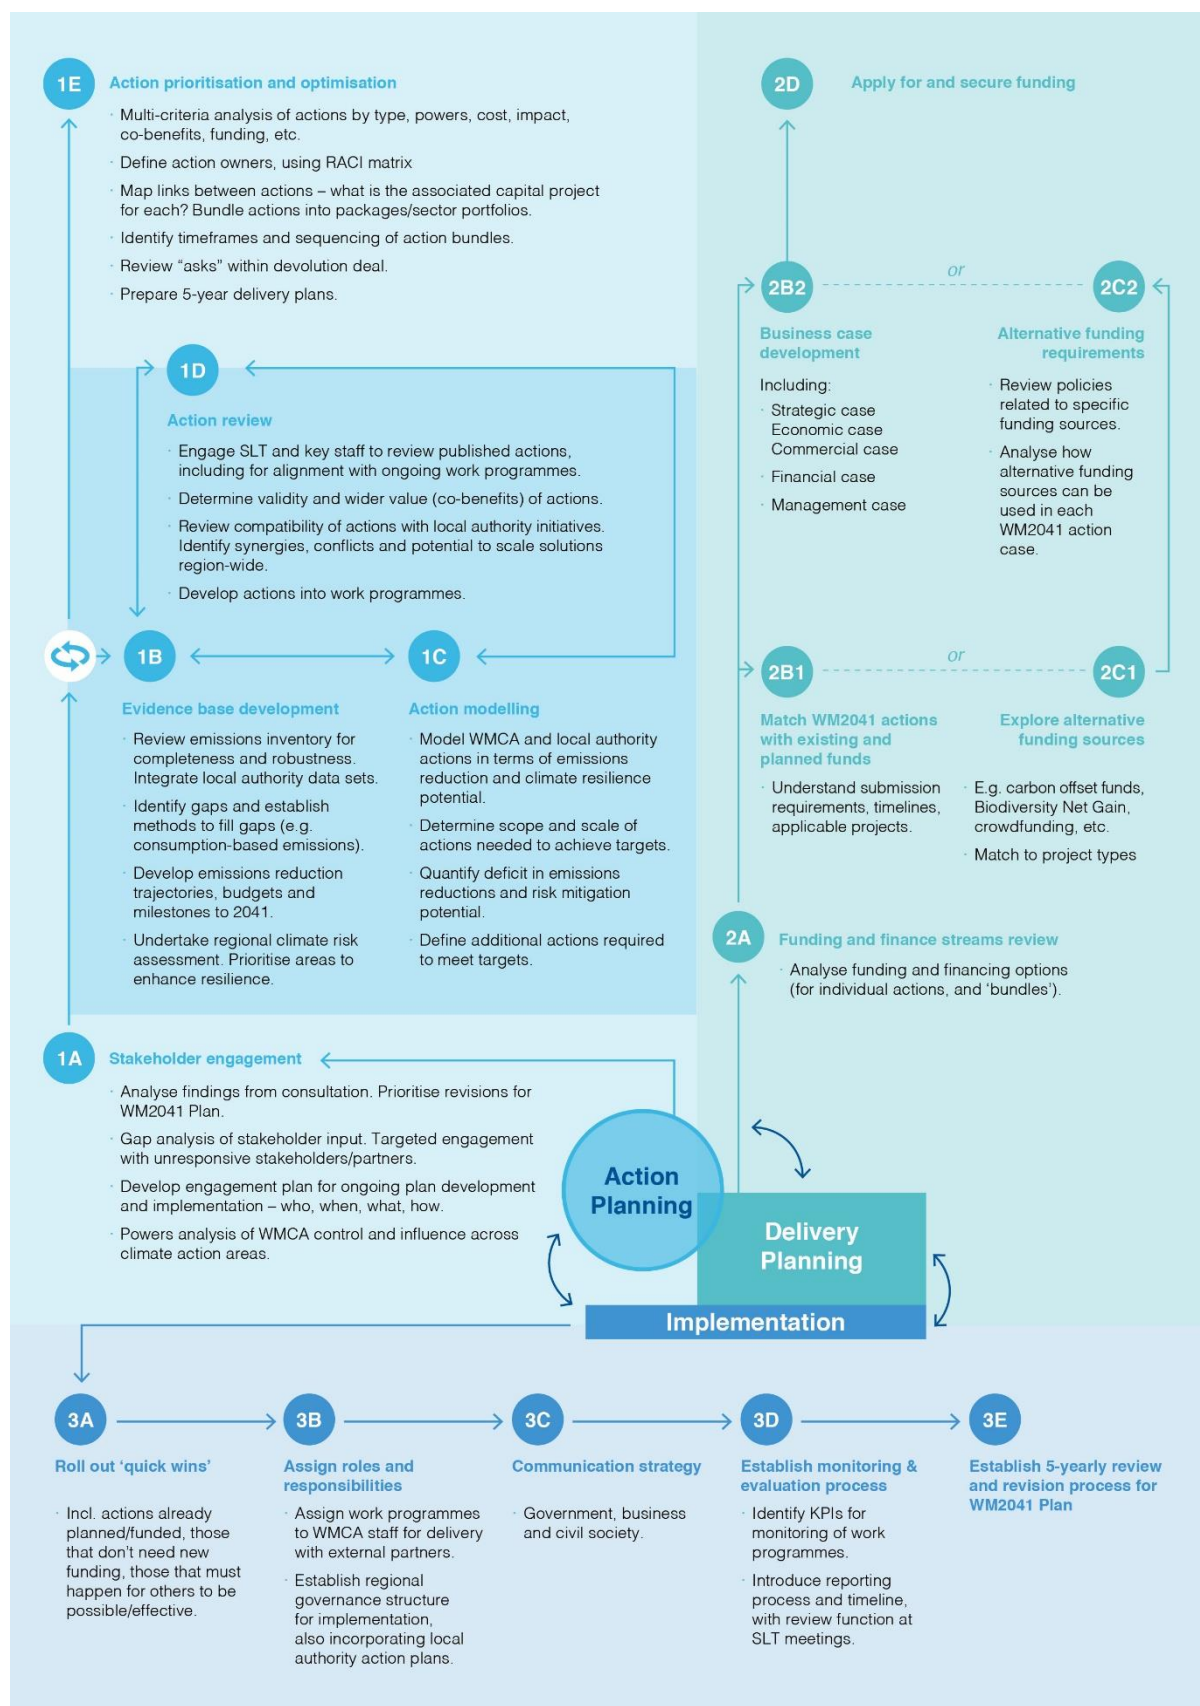 1E
Action prioritisation and optimisation
· Multi-criteria analysis of actions by type, powers, cost, impact,
co-benefits, funding, etc.
· Define action owners, using RACI matrix
· Map links between actions – what is the associated capital project
for each? Bundle actions into packages/sector portfolios.
· Identify timeframes and sequencing of action bundles.
· Review “asks” within devolution deal.
· Prepare 5-year delivery plans.
1D
Action review
· Engage SLT and key staff to review published actions,
including for alignment with ongoing work programmes.
· Determine validity and wider value (co-benefits) of actions.
· Review compatibility of actions with local authority initiatives.
Identify synergies, conflicts and potential to scale solutions
region-wide.
· Develop actions into work programmes.
1B
Evidence base development
· Review emissions inventory for
completeness and robustness.
Integrate local authority data sets.
· Identify gaps and establish
methods to fill gaps (e.g.
consumption-based emissions).
· Develop emissions reduction
trajectories, budgets and
milestones to 2041.
· Undertake regional climate risk
assessment. Prioritise areas to
enhance resilience.
1C
Action modelling
· Model WMCA and local authority
actions in terms of emissions
reduction and climate resilience
potential.
· Determine scope and scale of
actions needed to achieve targets.
· Quantify deficit in emissions
reductions and risk mitigation
potential.
· Define additional actions required
to meet targets.
1A
Stakeholder engagement
· Analyse findings from consultation. Prioritise revisions for
WM2041 Plan.
· Gap analysis of stakeholder input. Targeted engagement
with unresponsive stakeholders/partners.
· Develop engagement plan for ongoing plan development
and implementation – who, when, what, how.
· Powers analysis of WMCA control and influence across
climate action areas.
2D
Apply for and secure funding
2B2
or
2C2
Business case
development
Including:
· Strategic case
Economic case
Commercial case
· Financial case
· Management case
Alternative funding
requirements
· Review policies
related to specific
funding sources.
· Analyse how
alternative funding
sources can be
used in each
WM2041 action
case.
2B1
or
2C1
Match WM2041 actions
with existing and
planned funds
· Understand submission
requirements, timelines,
applicable projects.
Explore alternative
funding sources
· E.g. carbon offset funds,
Biodiversity Net Gain,
crowdfunding, etc.
· Match to project types
2A
Funding and finance streams review
· Analyse funding and financing options
(for individual actions, and ‘bundles’).
Action
Planning
Delivery
Planning
Implementation
3A
Roll out ‘quick wins’
· Incl. actions already
planned/funded, those
that don’t need new
funding, those that must
happen for others to be
possible/effective.
3B
Assign roles and
responsibilities
· Assign work programmes
to WMCA staff for delivery
with external partners.
· Establish regional
governance structure
for implementation,
also incorporating local
authority action plans.
3C
Communication strategy
· Government, business
and civil society.
3D
Establish monitoring &
evaluation process
· Identify KPIs for
monitoring of work
programmes.
· Introduce reporting
process and timeline,
with review function at
SLT meetings.
3E
Establish 5-yearly review
and revision process for
WM2041 Plan